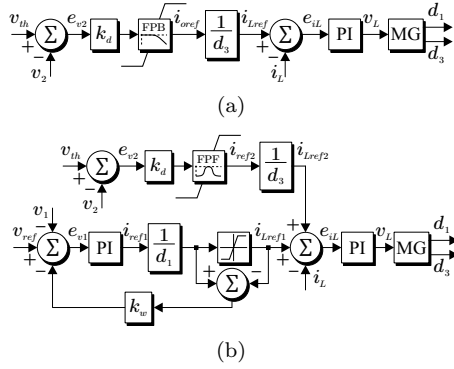 v_th + − Σ e_v2 k_d FPB i_oref 1/d_3 i_Lref + − Σ e_iL PI v_L MG d_1
v_2 i_L d_3
(a)
v_th + − Σ e_v2 k_d FPF i_ref2 1/d_3 i_Lref2
v_2
v_1
v_ref + − − Σ e_v1 PI i_ref1 1/d_1 i_Lref1 + + − Σ e_iL PI v_L MG d_1
+ Σ − i_L d_3
k_w
(b)